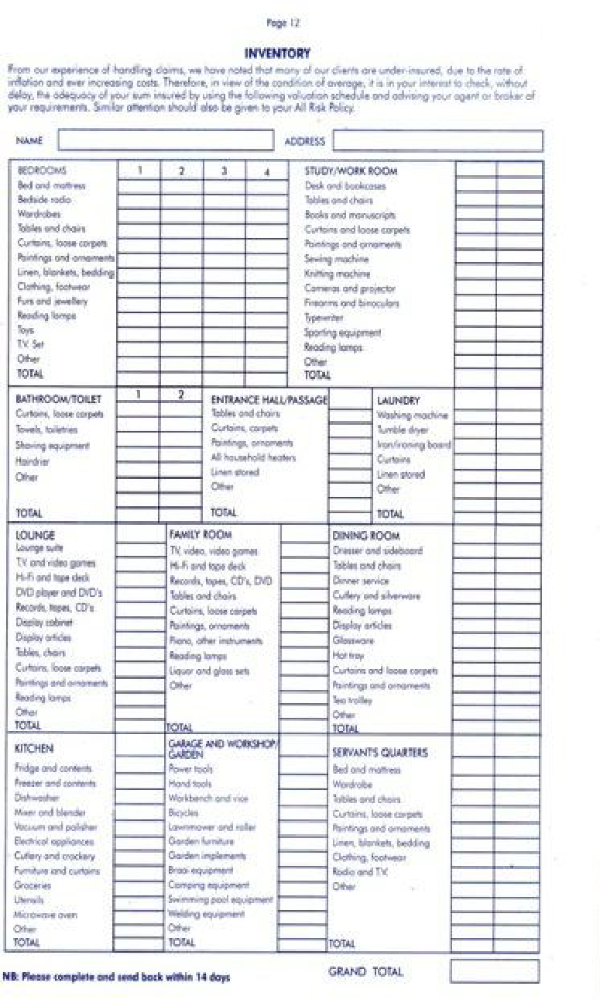 Page 12
INVENTORY
From our experience of handling claims, we have noted that many of our clients are under-insured, due to the rate of
inflation and ever increasing costs. Therefore, in view of the condition of average, it is in your interest to check, without
delay, the adequacy of your sum insured by using the following valuation schedule and advising your agent or broker of
your requirements. Similar attention should also be given to your All Risk Policy.
NAME ADDRESS
BEDROOMS 1 2 3 4
Bed and mattress
Bedside radio
Wardrobes
Tables and chairs
Curtains, loose carpets
Paintings and ornaments
Linen, blankets, bedding
Clothing, footwear
Furs and jewellery
Reading lamps
Toys
T.V. Set
Other
TOTAL
STUDY/WORK ROOM
Desk and bookcases
Tables and chairs
Books and manuscripts
Curtains and loose carpets
Paintings and ornaments
Sewing machine
Knitting machine
Cameras and projector
Firearms and binoculars
Typewriter
Sporting equipment
Reading lamps
Other
TOTAL
BATHROOM/TOILET 1 2
Curtains, loose carpets
Towels, toiletries
Shaving equipment
Hairdrier
Other
TOTAL
ENTRANCE HALL/PASSAGE
Tables and chairs
Curtains, carpets
Paintings, ornaments
All household heaters
Linen stored
Other
TOTAL
LAUNDRY
Washing machine
Tumble dryer
Iron/ironing board
Curtains
Linen stored
Other
TOTAL
LOUNGE
Lounge suite
T.V. and video games
Hi-Fi and tape deck
DVD player and DVD's
Records, tapes, CD's
Display cabinet
Display articles
Tables, chairs
Curtains, loose carpets
Paintings and ornaments
Reading lamps
Other
TOTAL
FAMILY ROOM
TV, video, video games
Hi-Fi and tape deck
Records, tapes, CD's, DVD
Tables and chairs
Curtains, loose carpets
Paintings, ornaments
Piano, other instruments
Reading lamps
Liquor and glass sets
Other
TOTAL
DINING ROOM
Dresser and sideboard
Tables and chairs
Dinner service
Cutlery and silverware
Reading lamps
Display articles
Glassware
Hot tray
Curtains and loose carpets
Paintings and ornaments
Tea trolley
Other
TOTAL
KITCHEN
Fridge and contents
Freezer and contents
Dishwasher
Mixer and blender
Vacuum and polisher
Electrical appliances
Cutlery and crockery
Furniture and curtains
Groceries
Utensils
Microwave oven
Other
TOTAL
GARAGE AND WORKSHOP/
GARDEN
Power tools
Hand tools
Workbench and vice
Bicycles
Lawnmower and roller
Garden furniture
Garden implements
Braai equipment
Camping equipment
Swimming pool equipment
Welding equipment
Other
TOTAL
SERVANT'S QUARTERS
Bed and mattress
Wardrobe
Tables and chairs
Curtains, loose carpets
Paintings and ornaments
Linen, blankets, bedding
Clothing, footwear
Radio and T.V.
Other
TOTAL
NB: Please complete and send back within 14 days
GRAND TOTAL